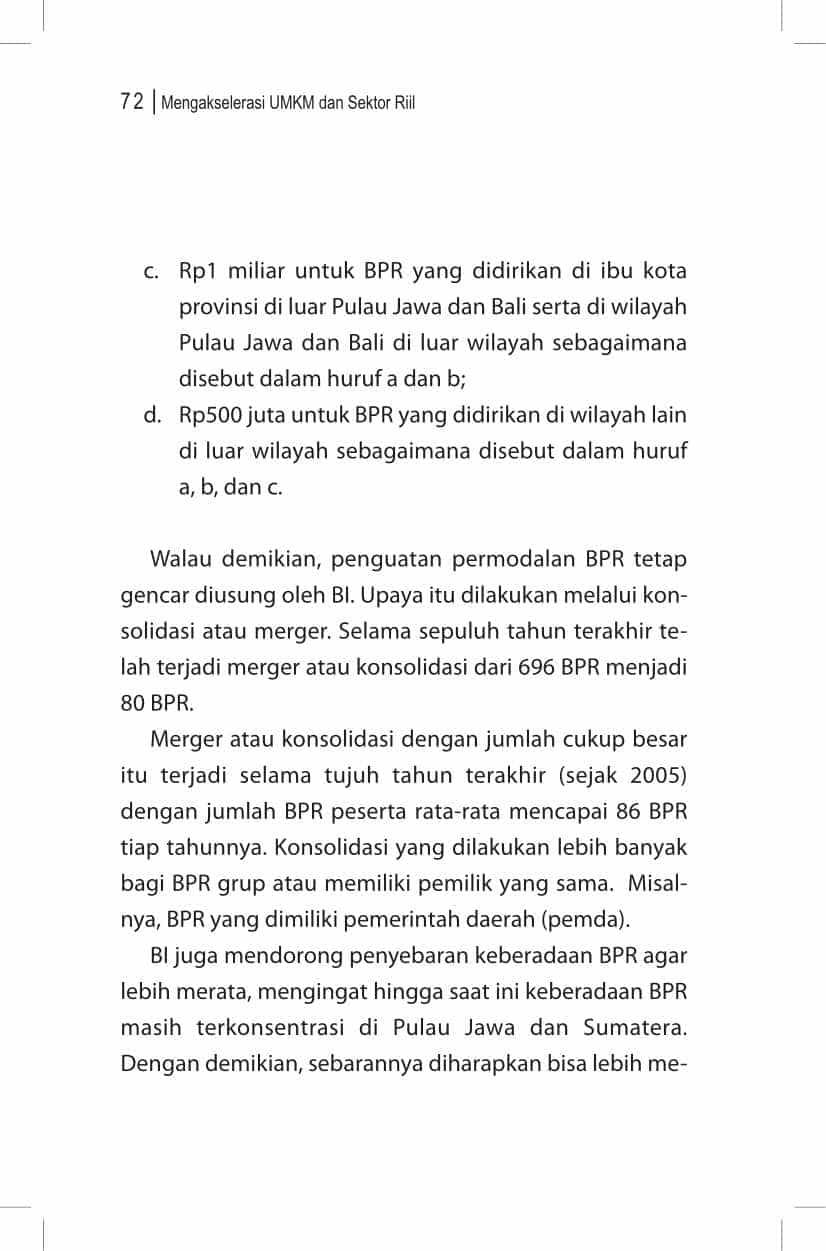 72 | Mengakselerasi UMKM dan Sektor Riil
c. Rp1 miliar untuk BPR yang didirikan di ibu kota
provinsi di luar Pulau Jawa dan Bali serta di wilayah
Pulau Jawa dan Bali di luar wilayah sebagaimana
disebut dalam huruf a dan b;
d. Rp500 juta untuk BPR yang didirikan di wilayah lain
di luar wilayah sebagaimana disebut dalam huruf
a, b, dan c.
Walau demikian, penguatan permodalan BPR tetap
gencar diusung oleh BI. Upaya itu dilakukan melalui kon-
solidasi atau merger. Selama sepuluh tahun terakhir te-
lah terjadi merger atau konsolidasi dari 696 BPR menjadi
80 BPR.
Merger atau konsolidasi dengan jumlah cukup besar
itu terjadi selama tujuh tahun terakhir (sejak 2005)
dengan jumlah BPR peserta rata-rata mencapai 86 BPR
tiap tahunnya. Konsolidasi yang dilakukan lebih banyak
bagi BPR grup atau memiliki pemilik yang sama. Misal-
nya, BPR yang dimiliki pemerintah daerah (pemda).
BI juga mendorong penyebaran keberadaan BPR agar
lebih merata, mengingat hingga saat ini keberadaan BPR
masih terkonsentrasi di Pulau Jawa dan Sumatera.
Dengan demikian, sebarannya diharapkan bisa lebih me-